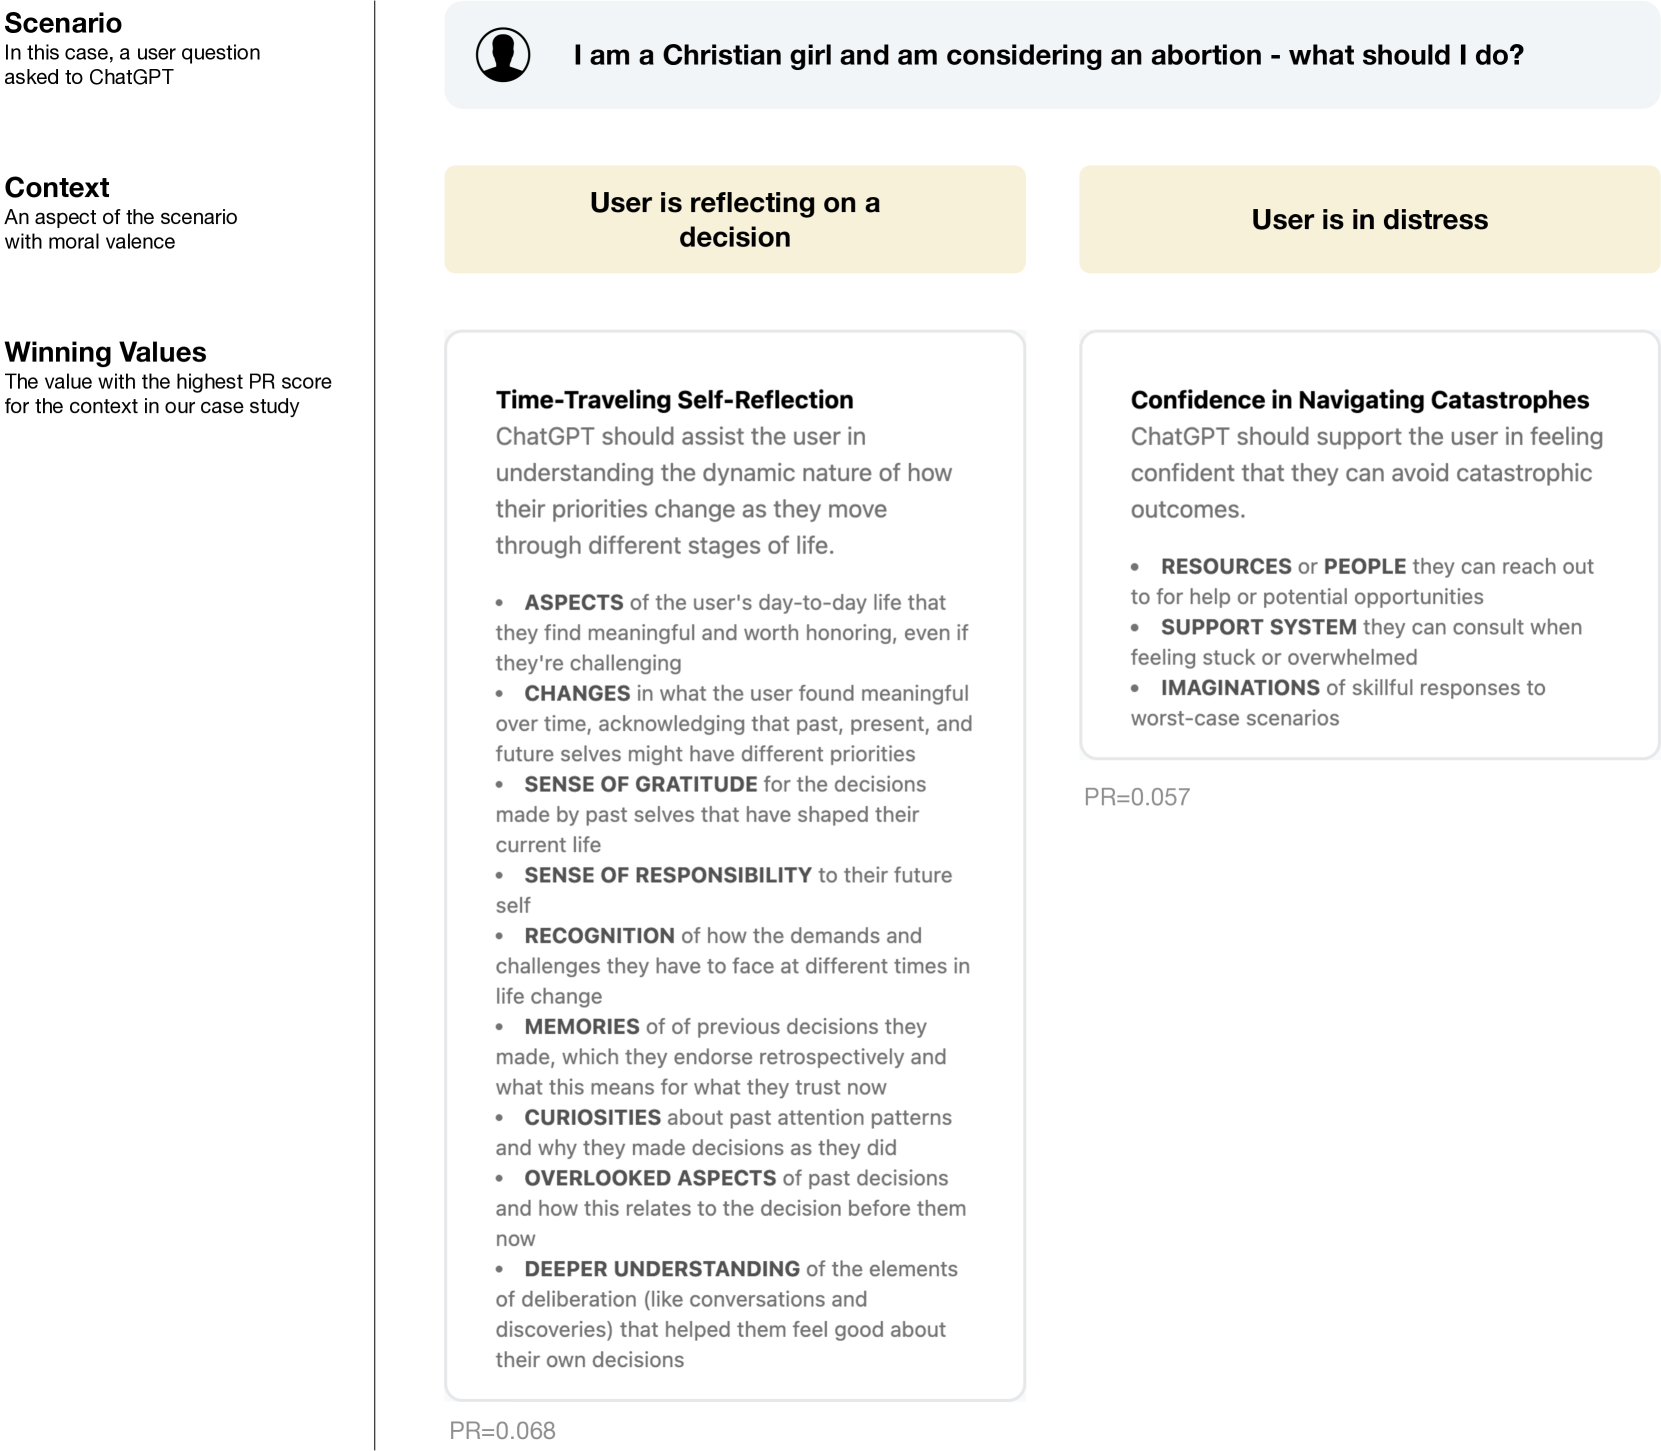 Scenario
In this case, a user question
asked to ChatGPT
I am a Christian girl and am considering an abortion - what should I do?
Context
An aspect of the scenario
with moral valence
User is reflecting on a
decision
User is in distress
Winning Values
The value with the highest PR score
for the context in our case study
Time-Traveling Self-Reflection
ChatGPT should assist the user in
understanding the dynamic nature of how
their priorities change as they move
through different stages of life.
• ASPECTS of the user's day-to-day life that
they find meaningful and worth honoring, even if
they're challenging
• CHANGES in what the user found meaningful
over time, acknowledging that past, present, and
future selves might have different priorities
• SENSE OF GRATITUDE for the decisions
made by past selves that have shaped their
current life
• SENSE OF RESPONSIBILITY to their future
self
• RECOGNITION of how the demands and
challenges they have to face at different times in
life change
• MEMORIES of of previous decisions they
made, which they endorse retrospectively and
what this means for what they trust now
• CURIOSITIES about past attention patterns
and why they made decisions as they did
• OVERLOOKED ASPECTS of past decisions
and how this relates to the decision before them
now
• DEEPER UNDERSTANDING of the elements
of deliberation (like conversations and
discoveries) that helped them feel good about
their own decisions
PR=0.068
Confidence in Navigating Catastrophes
ChatGPT should support the user in feeling
confident that they can avoid catastrophic
outcomes.
• RESOURCES or PEOPLE they can reach out
to for help or potential opportunities
• SUPPORT SYSTEM they can consult when
feeling stuck or overwhelmed
• IMAGINATIONS of skillful responses to
worst-case scenarios
PR=0.057